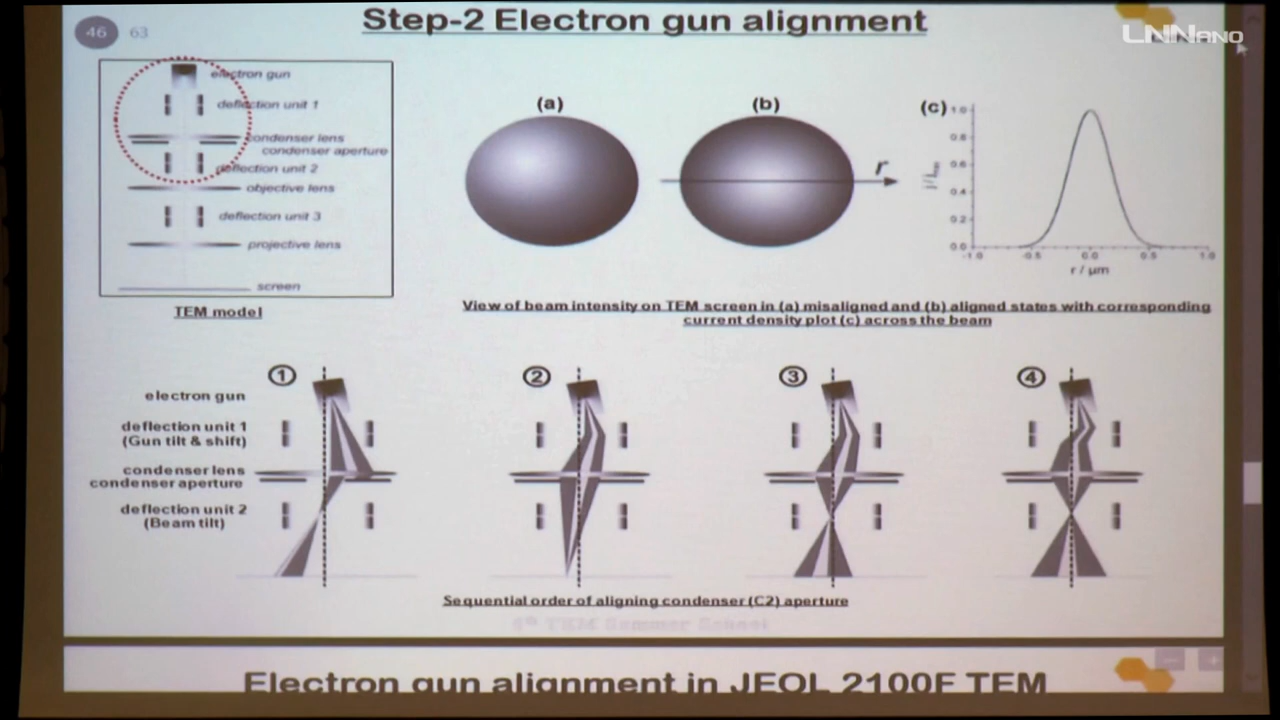 46 63
Step-2 Electron gun alignment
LNNANO
electron gun
deflection unit 1
condenser lens
condenser aperture
deflection unit 2
objective lens
deflection unit 3
projective lens
screen
TEM model
(a)
(b)
r
(c)
1.0
0.8
0.6
0.4
0.2
0.0
-1.0 -0.5 0.0 0.5 1.0
r / µm
View of beam intensity on TEM screen in (a) misaligned and (b) aligned states with corresponding
current density plot (c) across the beam
1 2 3 4
electron gun
deflection unit 1
(Gun tilt & shift)
condenser lens
condenser aperture
deflection unit 2
(Beam tilt)
Sequential order of aligning condenser (C2) aperture
TEM Summer School
Electron gun alignment in JEOL 2100F TEM